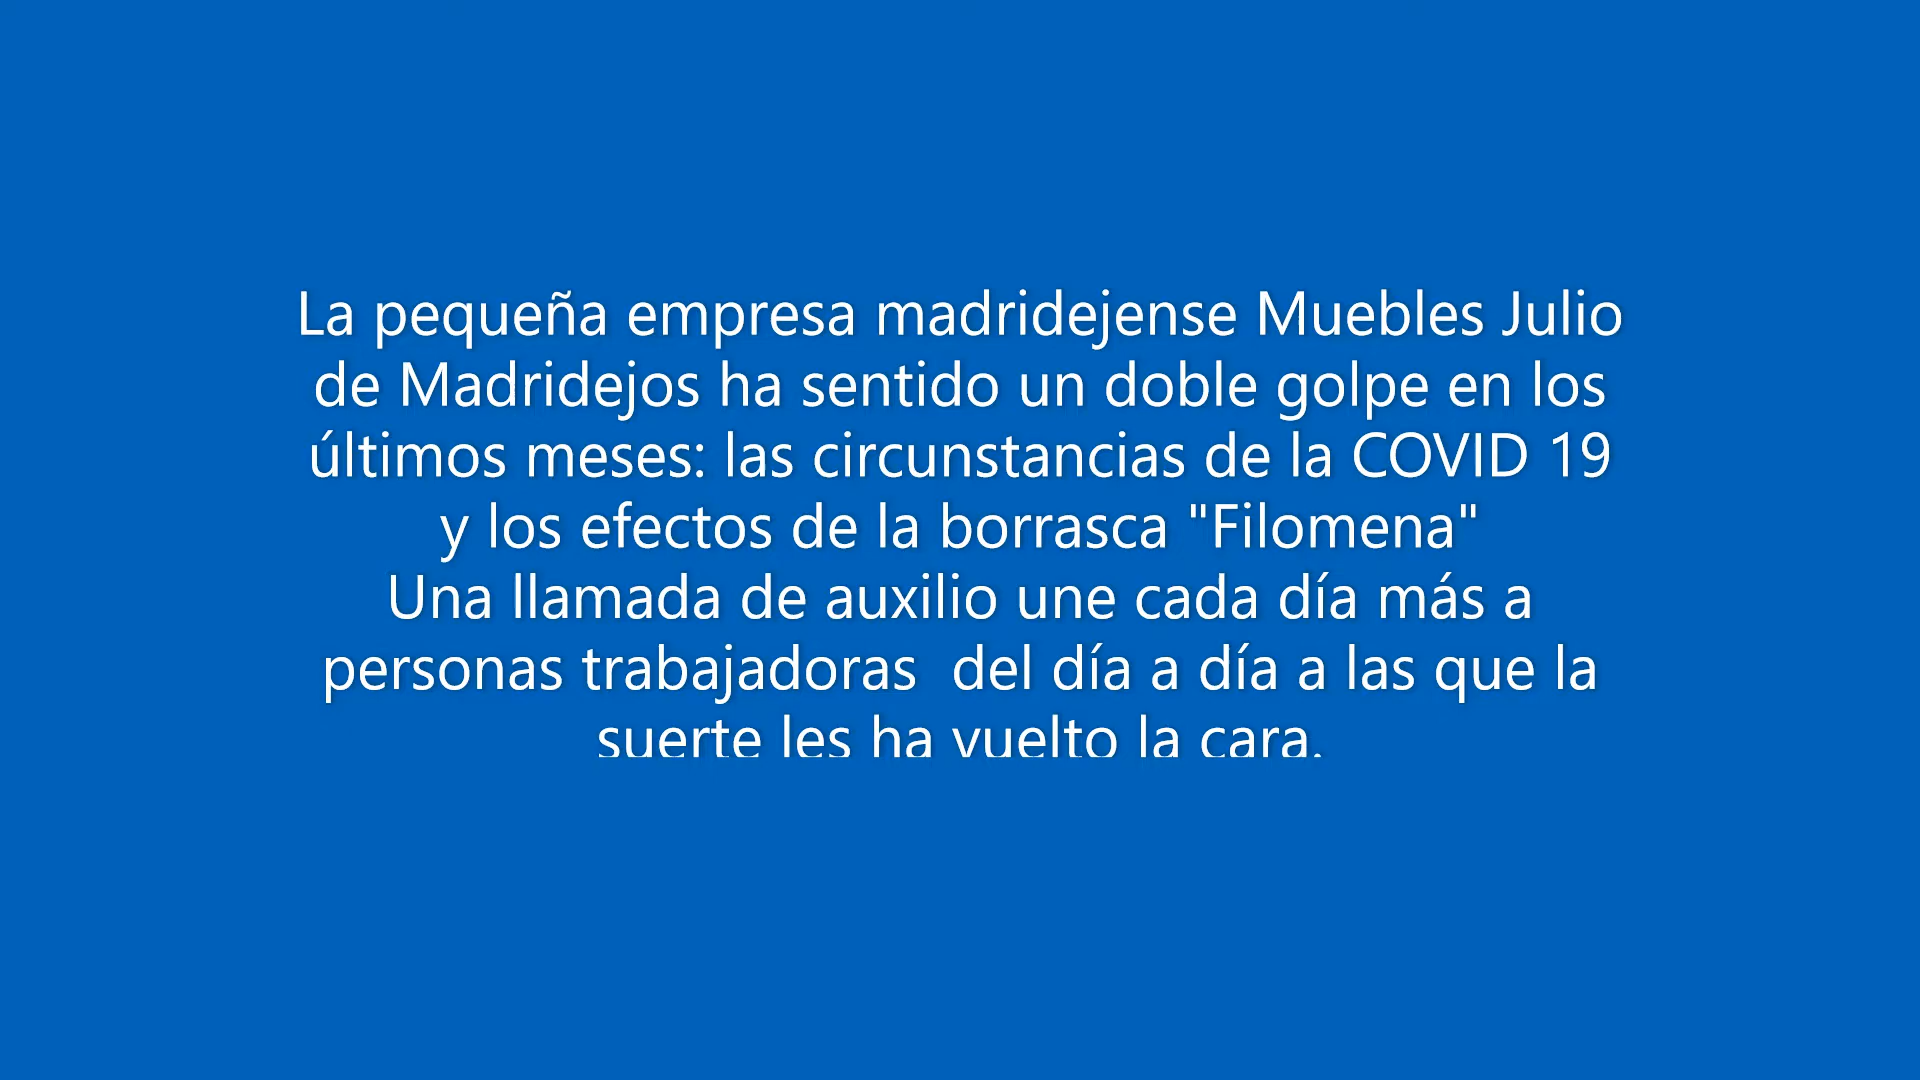 La pequeña empresa madridejense Muebles Julio
de Madridejos ha sentido un doble golpe en los
últimos meses: las circunstancias de la COVID 19
y los efectos de la borrasca "Filomena"
Una llamada de auxilio une cada día más a
personas trabajadoras  del día a día a las que la
suerte les ha vuelto la cara.